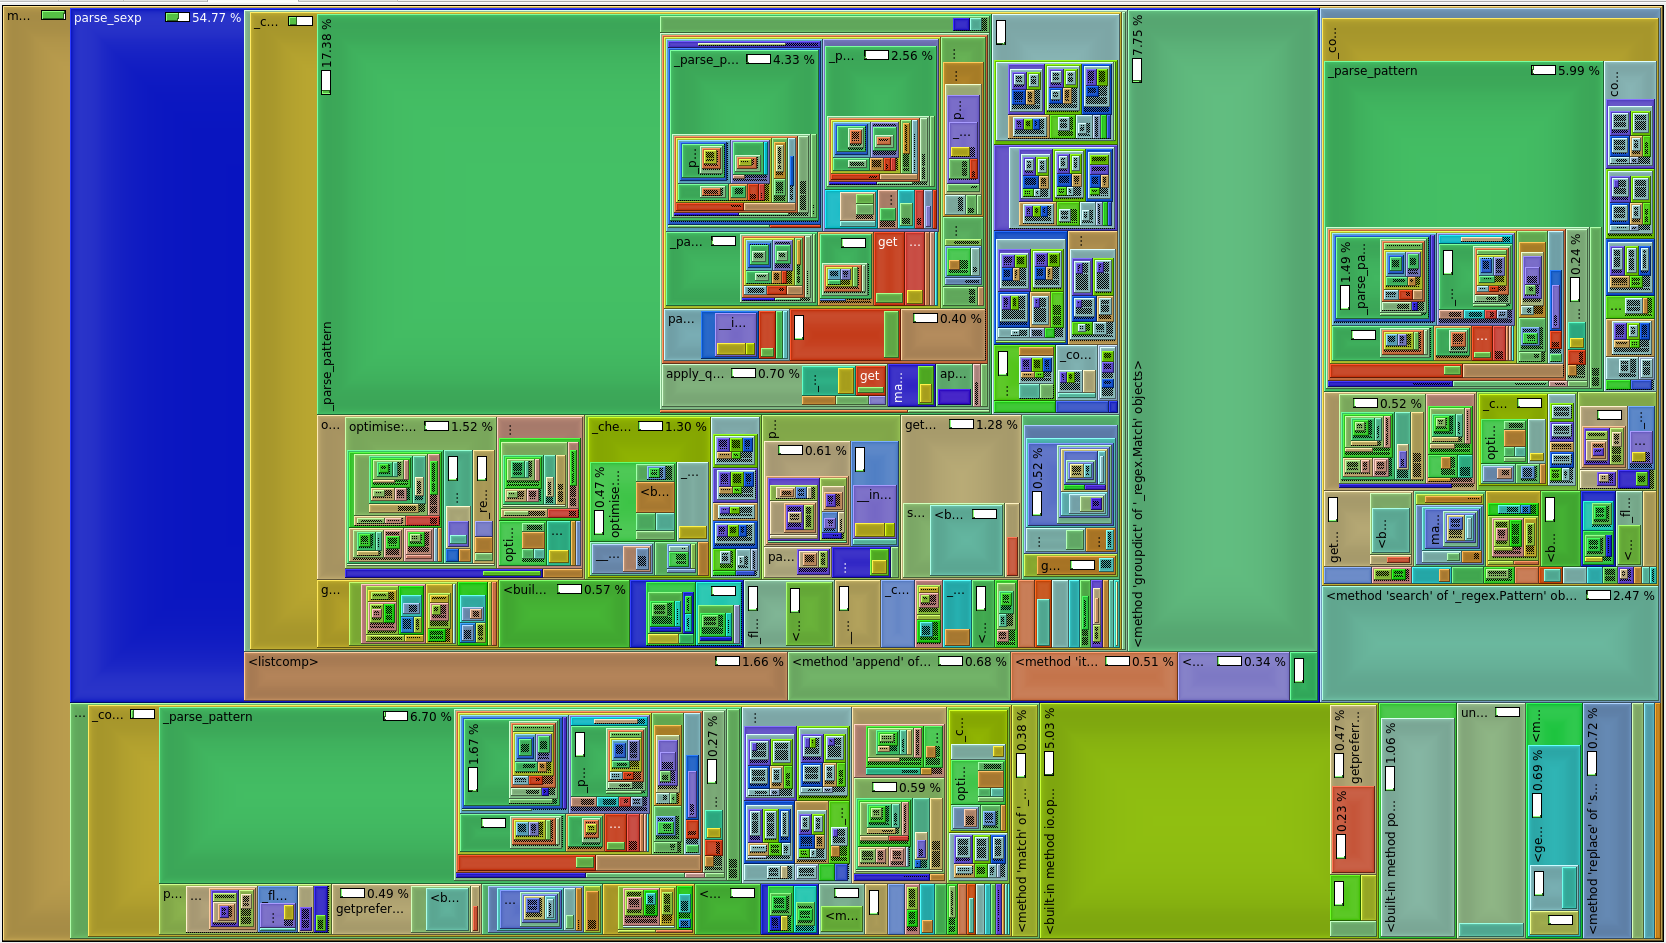 m...
parse_sexp 54.77 %
_c...
17.38 %
_parse_pattern
_parse_p... 4.33 %
_p... 2.56 %
p...
_pa...
get
...
pa...
__i...
0.40 %
apply_q... 0.70 %
get
ma...
ap...
_co...
7.75 %
<method 'groupdict' of '_regex.Match' objects>
o...
optimise:... 1.52 %
_re...
opti...
_che... 1.30 %
0.47 %
optimise...
<b...
p...
0.61 %
__in...
pa...
get... 1.28 %
s...
<b...
0.52 %
g...
g...
<buil... 0.57 %
_fl...
<...
_c...
<listcomp> 1.66 %
<method 'append' of... 0.68 %
<method 'it... 0.51 %
<... 0.34 %
_co...
_parse_pattern 5.99 %
co...
1.49 %
_parse_pa...
0.24 %
0.52 %
_c...
opti...
get...
<b...
ma...
<b...
_fl...
<...
<method 'search' of '_regex.Pattern' ob... 2.47 %
...
_co...
_parse_pattern 6.70 %
1.67 %
p...
0.27 %
0.59 %
_c...
opti...
p...
...
_fl...
0.49 %
getprefer...
<b...
<...
<m...
0.38 %
<method 'match' of '_...
5.03 %
<built-in method io.op...
0.47 %
getpreferr...
0.23 %
1.06 %
<built-in method po...
un...
<m...
0.69 %
<ge...
0.72 %
<method 'replace' of 's...